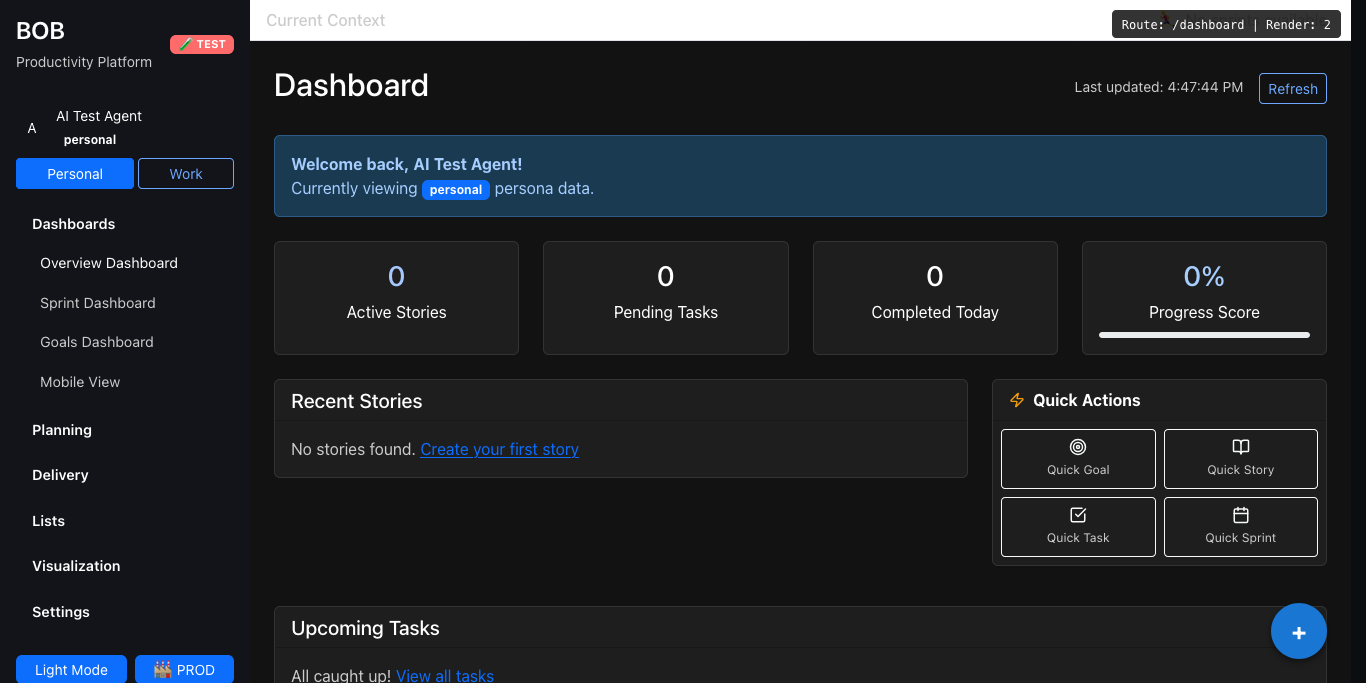 BOB
🧪 TEST
Productivity Platform
A
AI Test Agent
personal
Personal
Work
Dashboards
Overview Dashboard
Sprint Dashboard
Goals Dashboard
Mobile View
Planning
Delivery
Lists
Visualization
Settings
Light Mode
🏭 PROD
Current Context
Route: /dashboard | Render: 2
Dashboard
Last updated: 4:47:44 PM
Refresh
Welcome back, AI Test Agent!
Currently viewing personal persona data.
0
Active Stories
0
Pending Tasks
0
Completed Today
0%
Progress Score
Recent Stories
No stories found. Create your first story
Quick Actions
Quick Goal
Quick Story
Quick Task
Quick Sprint
Upcoming Tasks
All caught up! View all tasks
+